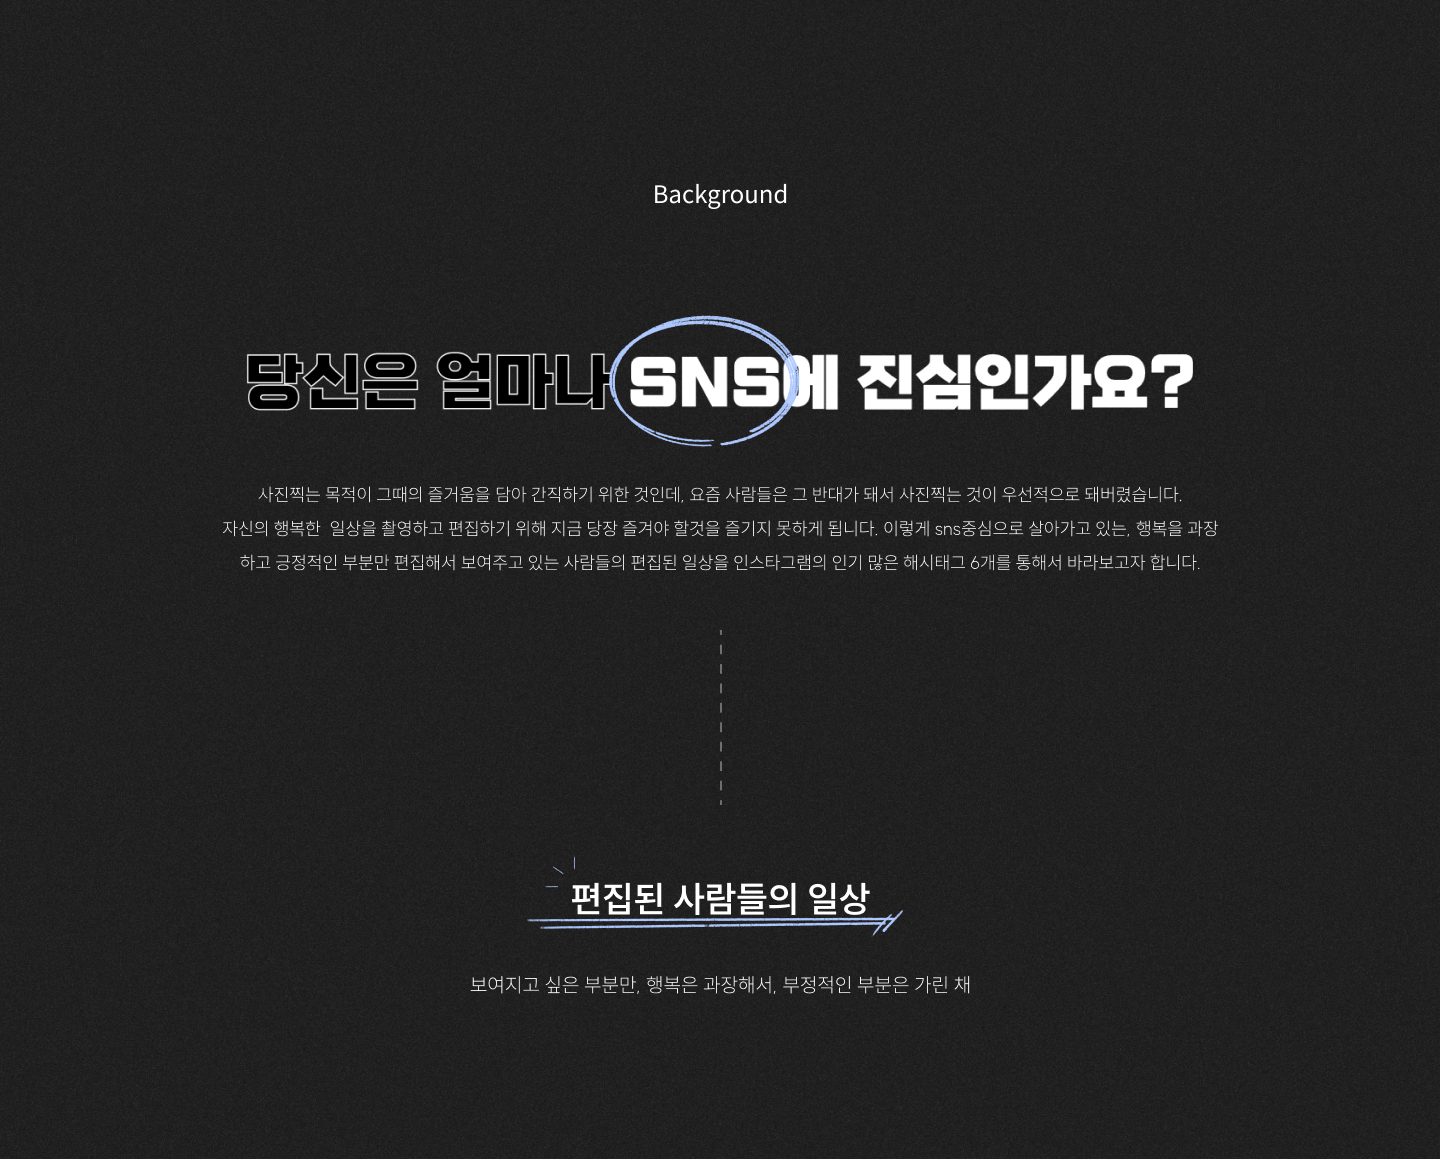 Background
당신은 얼마나 SNS에 진심인가요?
사진찍는 목적이 그때의 즐거움을 담아 간직하기 위한 것인데, 요즘 사람들은 그 반대가 돼서 사진찍는 것이 우선적으로 돼버렸습니다.
자신의 행복한 일상을 촬영하고 편집하기 위해 지금 당장 즐겨야 할것을 즐기지 못하게 됩니다. 이렇게 sns중심으로 살아가고 있는, 행복을 과장
하고 긍정적인 부분만 편집해서 보여주고 있는 사람들의 편집된 일상을 인스타그램의 인기 많은 해시태그 6개를 통해서 바라보고자 합니다.
편집된 사람들의 일상
보여지고 싶은 부분만, 행복은 과장해서, 부정적인 부분은 가린 채